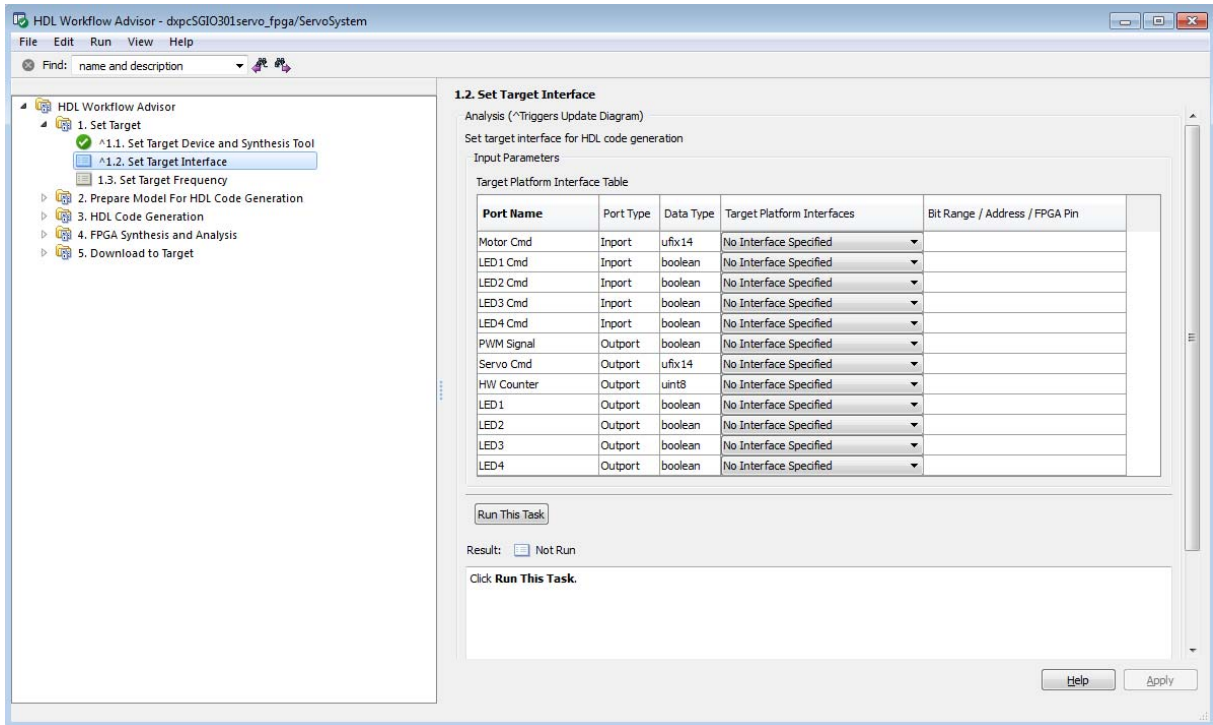 HDL Workflow Advisor - dxpcSGIO301servo_fpga/ServoSystem
File Edit Run View Help
Find: name and description
HDL Workflow Advisor
1. Set Target
^1.1. Set Target Device and Synthesis Tool
^1.2. Set Target Interface
1.3. Set Target Frequency
2. Prepare Model For HDL Code Generation
3. HDL Code Generation
4. FPGA Synthesis and Analysis
5. Download to Target
1.2. Set Target Interface
Analysis (^Triggers Update Diagram)
Set target interface for HDL code generation
Input Parameters
Target Platform Interface Table
Port Name Port Type Data Type Target Platform Interfaces Bit Range / Address / FPGA Pin
Motor Cmd Inport ufix14 No Interface Specified
LED1 Cmd Inport boolean No Interface Specified
LED2 Cmd Inport boolean No Interface Specified
LED3 Cmd Inport boolean No Interface Specified
LED4 Cmd Inport boolean No Interface Specified
PWM Signal Outport boolean No Interface Specified
Servo Cmd Outport ufix14 No Interface Specified
HW Counter Outport uint8 No Interface Specified
LED1 Outport boolean No Interface Specified
LED2 Outport boolean No Interface Specified
LED3 Outport boolean No Interface Specified
LED4 Outport boolean No Interface Specified
Run This Task
Result: Not Run
Click Run This Task.
Help Apply